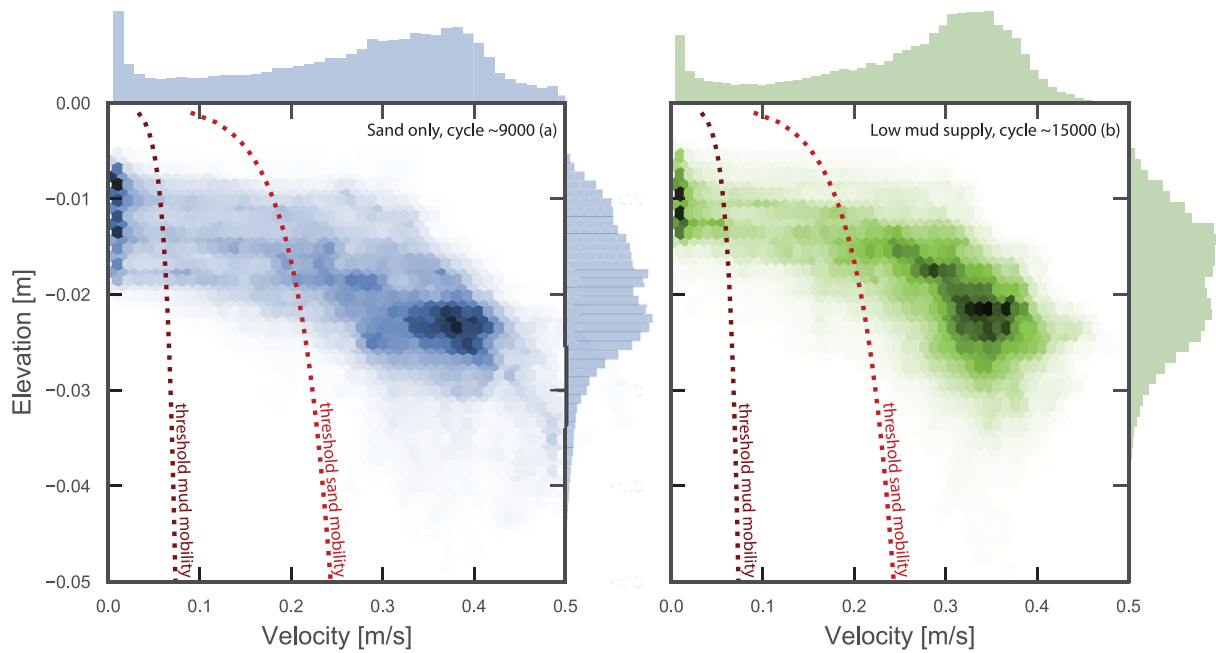 0.00
−0.01
−0.02
−0.03
−0.04
−0.05
Elevation [m]
Sand only, cycle ~9000 (a)
threshold mud mobility
threshold sand mobility
0.0 0.1 0.2 0.3 0.4 0.5
Velocity [m/s]
Low mud supply, cycle ~15000 (b)
threshold mud mobility
threshold sand mobility
0.0 0.1 0.2 0.3 0.4 0.5
Velocity [m/s]